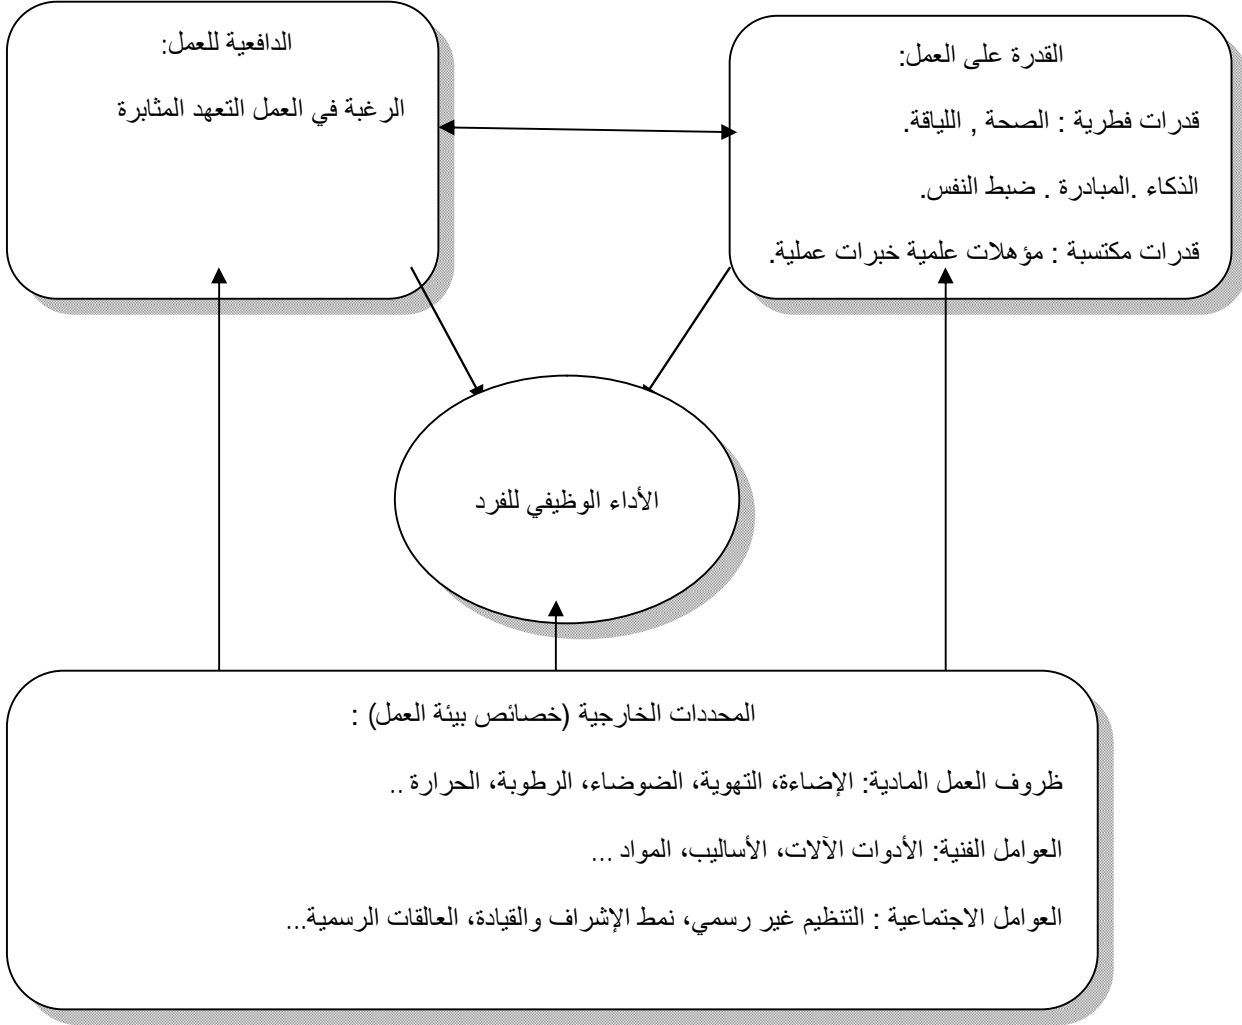 القدرة على العمل:
قدرات فطرية : الصحة , اللياقة.
الذكاء .المبادرة . ضبط النفس.
قدرات مكتسبة : مؤهلات علمية خبرات عملية.
الدافعية للعمل:
الرغبة في العمل التعهد المثابرة
الأداء الوظيفي للفرد
المحددات الخارجية (خصائص بيئة العمل) :
ظروف العمل المادية: الإضاءة، التهوية، الضوضاء، الرطوبة، الحرارة ..
العوامل الفنية: الأدوات الآلات، الأساليب، المواد ...
العوامل الاجتماعية : التنظيم غير رسمي، نمط الإشراف والقيادة، العالقات الرسمية...